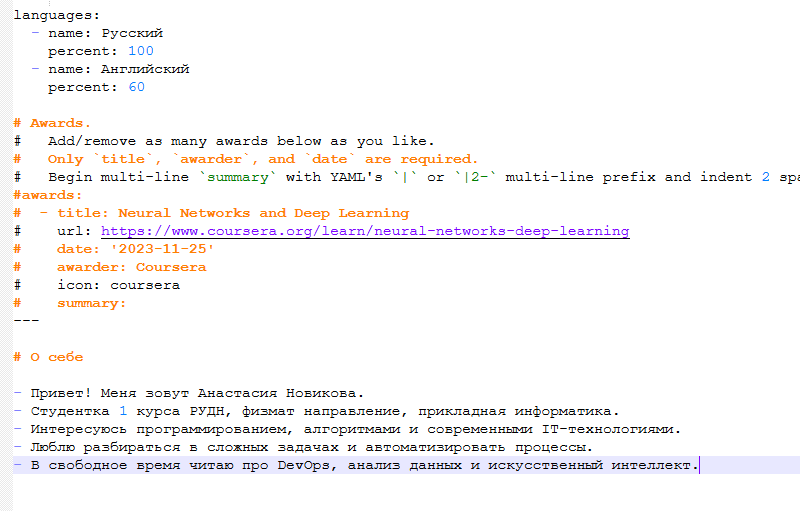 languages:
  - name: Русский
    percent: 100
  - name: Английский
    percent: 60

# Awards.
#   Add/remove as many awards below as you like.
#   Only `title`, `awarder`, and `date` are required.
#   Begin multi-line `summary` with YAML's `|` or `|2-` multi-line prefix and indent 2 spa
#awards:
#  - title: Neural Networks and Deep Learning
#    url: https://www.coursera.org/learn/neural-networks-deep-learning
#    date: '2023-11-25'
#    awarder: Coursera
#    icon: coursera
#    summary:
---

# О себе

- Привет! Меня зовут Анастасия Новикова.
- Студентка 1 курса РУДН, физмат направление, прикладная информатика.
- Интересуюсь программированием, алгоритмами и современными IT-технологиями.
- Люблю разбираться в сложных задачах и автоматизировать процессы.
- В свободное время читаю про DevOps, анализ данных и искусственный интеллект.